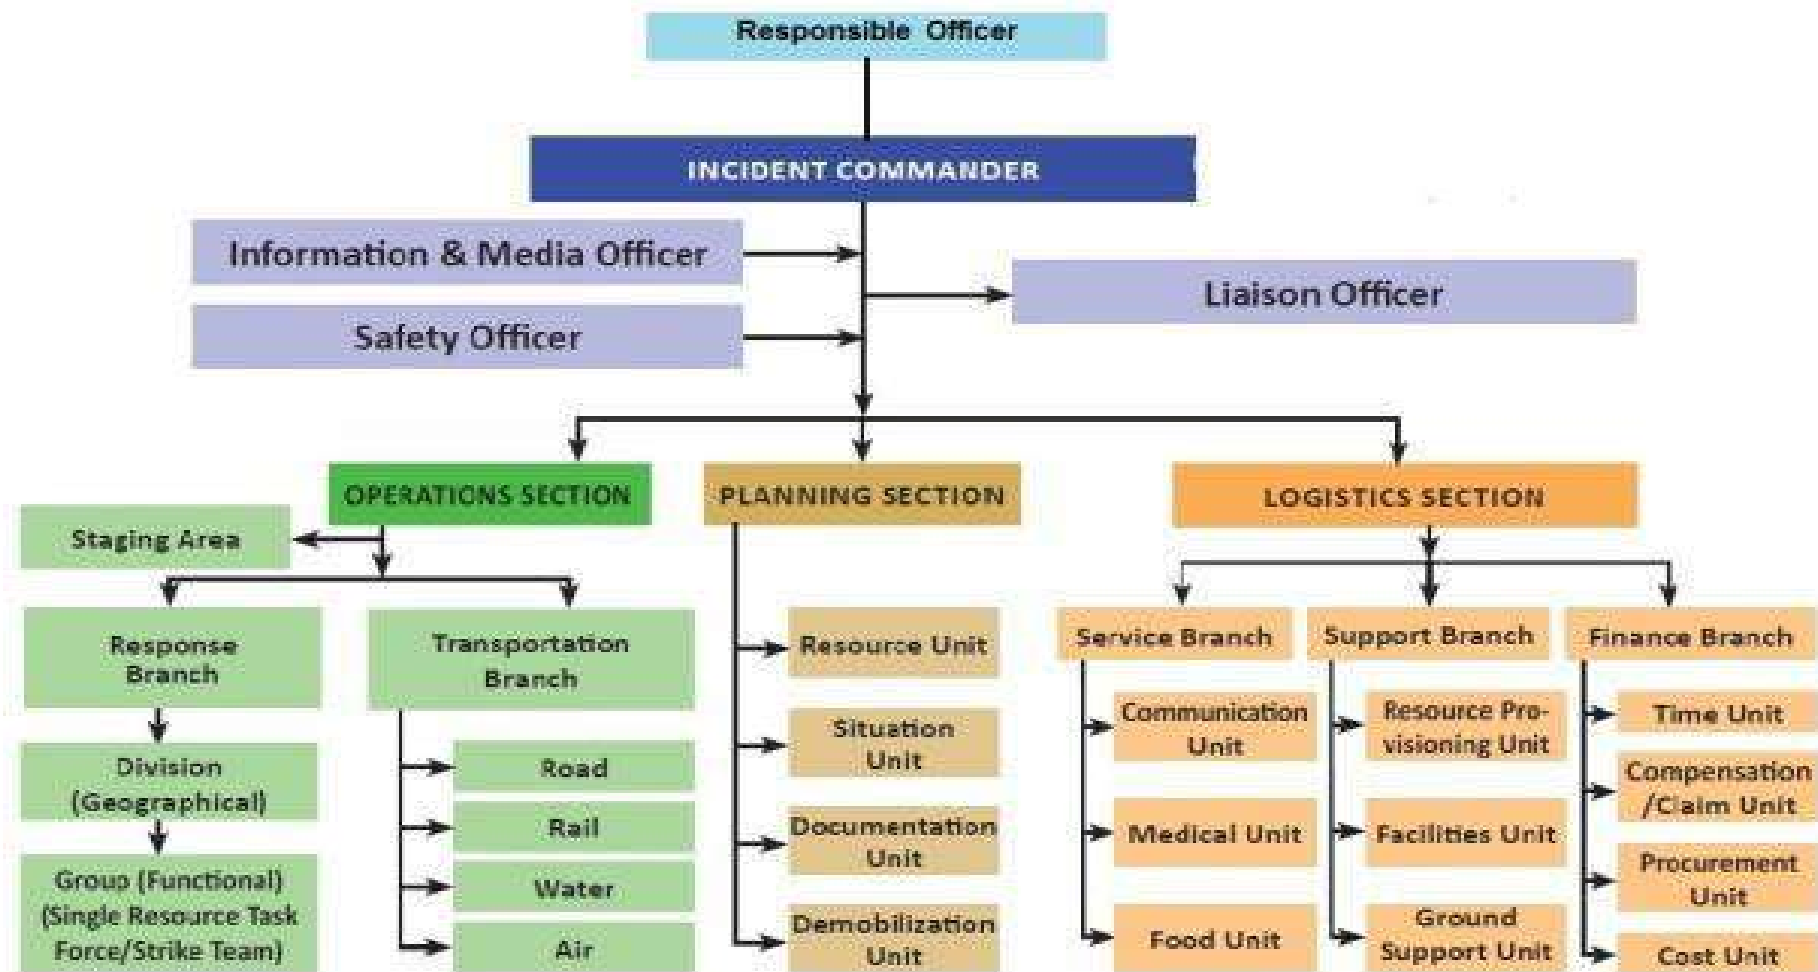 Responsible Officer
INCIDENT COMMANDER
Information & Media Officer
Liaison Officer
Safety Officer
OPERATIONS SECTION
PLANNING SECTION
LOGISTICS SECTION
Staging Area
Response
Branch
Transportation
Branch
Division
(Geographical)
Group (Functional)
(Single Resource Task
Force/Strike Team)
Road
Rail
Water
Air
Resource Unit
Situation
Unit
Documentation
Unit
Demobilization
Unit
Service Branch
Communication
Unit
Medical Unit
Food Unit
Support Branch
Resource Pro-
visioning Unit
Facilities Unit
Ground
Support Unit
Finance Branch
Time Unit
Compensation
/Claim Unit
Procurement
Unit
Cost Unit